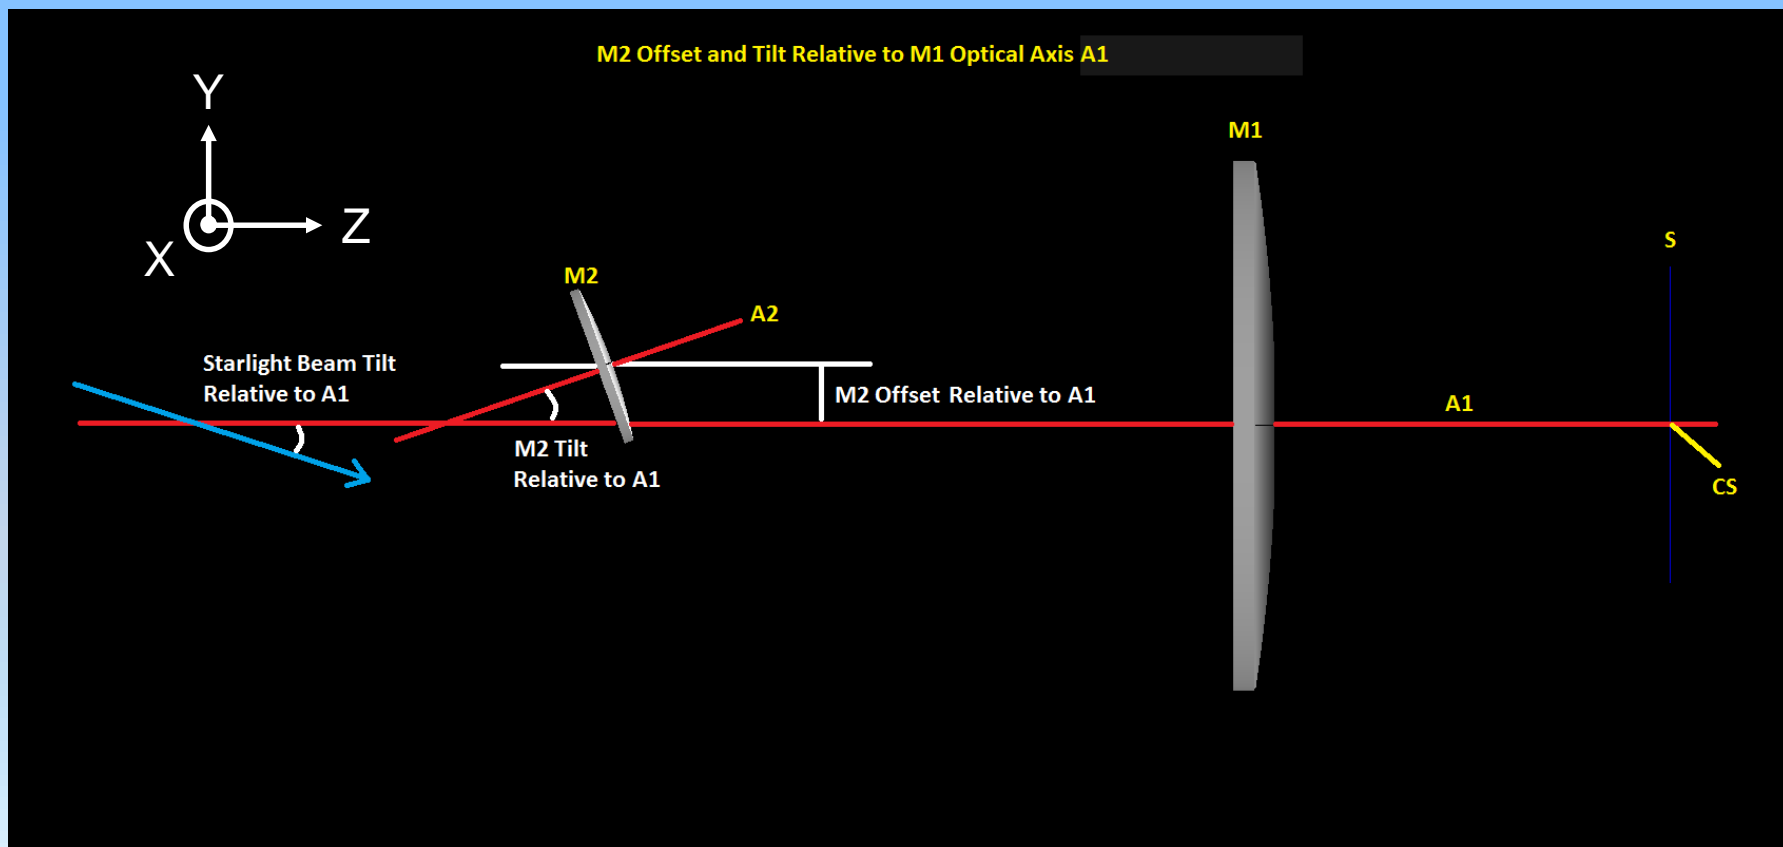 M2 Offset and Tilt Relative to M1 Optical Axis A1
Y
M1
Z
X
S
M2
A2
Starlight Beam Tilt
Relative to A1
M2 Offset Relative to A1
A1
M2 Tilt
Relative to A1
CS